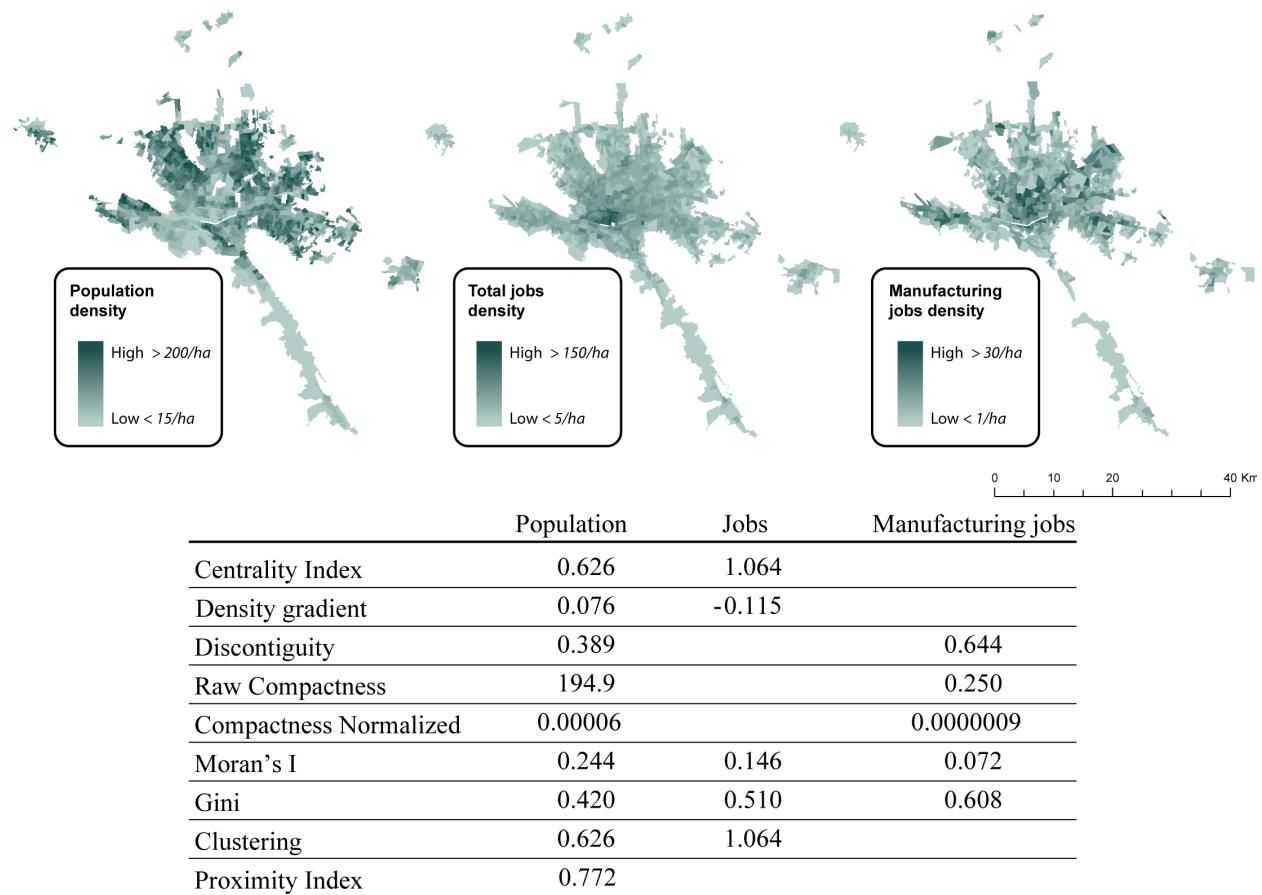 Population
density
High > 200/ha
Low < 15/ha
Total jobs
density
High > 150/ha
Low < 5/ha
Manufacturing
jobs density
High > 30/ha
Low < 1/ha
0 10 20 40 Km
Population Jobs Manufacturing jobs
Centrality Index 0.626 1.064
Density gradient 0.076 -0.115
Discontiguity 0.389 0.644
Raw Compactness 194.9 0.250
Compactness Normalized 0.00006 0.0000009
Moran's I 0.244 0.146 0.072
Gini 0.420 0.510 0.608
Clustering 0.626 1.064
Proximity Index 0.772